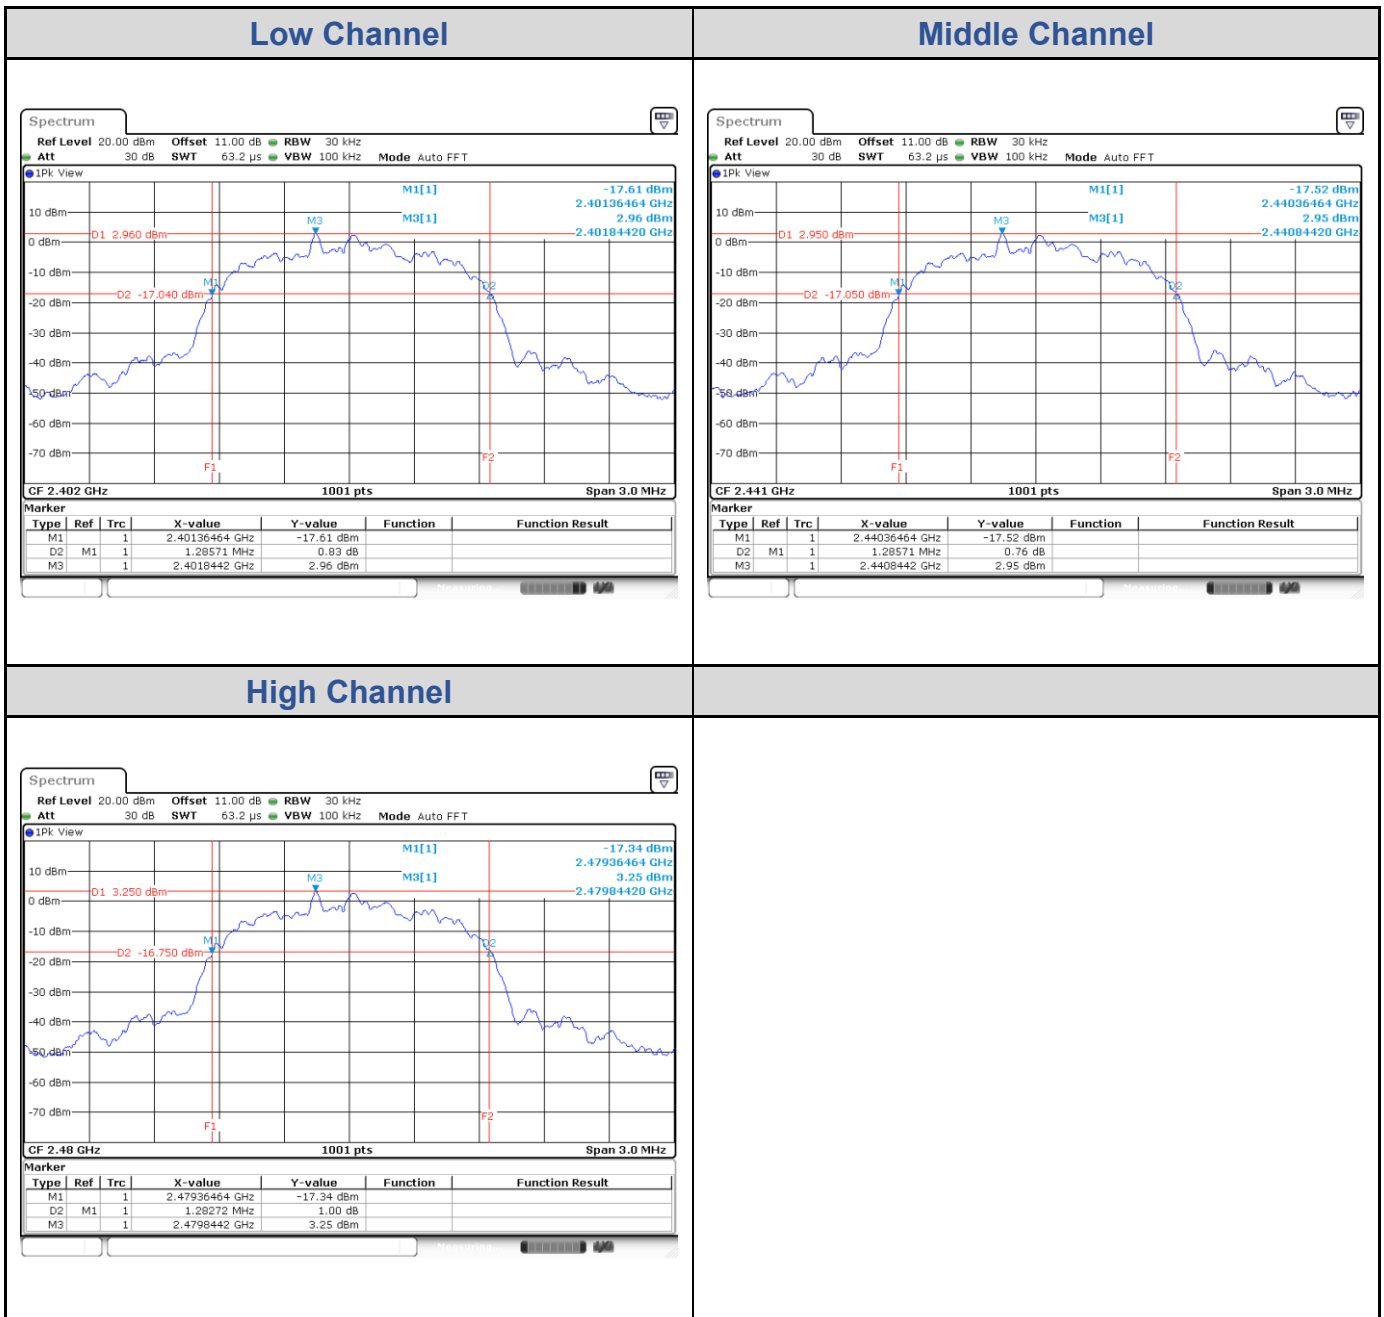 Low Channel
Middle Channel
Spectrum
Ref Level 20.00 dBm Offset 11.00 dB RBW 30 kHz
Att 30 dB SWT 63.2 µs VBW 100 kHz Mode Auto FFT
1Pk View
M1[1] -17.61 dBm
2.40136464 GHz
M3[1] 2.96 dBm
2.40184420 GHz
10 dBm
M3
D1 2.960 dBm
0 dBm
-10 dBm
M1
D2
D2 -17.040 dBm
-20 dBm
-30 dBm
-40 dBm
-50 dBm
-60 dBm
-70 dBm
F1
F2
CF 2.402 GHz 1001 pts Span 3.0 MHz
Marker
Type Ref Trc X-value Y-value Function Function Result
M1 1 2.40136464 GHz -17.61 dBm
D2 M1 1 1.28571 MHz 0.83 dB
M3 1 2.4018442 GHz 2.96 dBm
Measuring...
Spectrum
Ref Level 20.00 dBm Offset 11.00 dB RBW 30 kHz
Att 30 dB SWT 63.2 µs VBW 100 kHz Mode Auto FFT
1Pk View
M1[1] -17.52 dBm
2.44036464 GHz
M3[1] 2.95 dBm
2.44084420 GHz
10 dBm
M3
D1 2.950 dBm
0 dBm
-10 dBm
M1
D2
D2 -17.050 dBm
-20 dBm
-30 dBm
-40 dBm
-50 dBm
-60 dBm
-70 dBm
F1
F2
CF 2.441 GHz 1001 pts Span 3.0 MHz
Marker
Type Ref Trc X-value Y-value Function Function Result
M1 1 2.44036464 GHz -17.52 dBm
D2 M1 1 1.28571 MHz 0.76 dB
M3 1 2.4408442 GHz 2.95 dBm
Measuring...
High Channel
Spectrum
Ref Level 20.00 dBm Offset 11.00 dB RBW 30 kHz
Att 30 dB SWT 63.2 µs VBW 100 kHz Mode Auto FFT
1Pk View
M1[1] -17.34 dBm
2.47936464 GHz
M3[1] 3.25 dBm
2.47984420 GHz
10 dBm
M3
D1 3.250 dBm
0 dBm
-10 dBm
M1
D2
D2 -16.750 dBm
-20 dBm
-30 dBm
-40 dBm
-50 dBm
-60 dBm
-70 dBm
F1
F2
CF 2.48 GHz 1001 pts Span 3.0 MHz
Marker
Type Ref Trc X-value Y-value Function Function Result
M1 1 2.47936464 GHz -17.34 dBm
D2 M1 1 1.28272 MHz 1.00 dB
M3 1 2.4798442 GHz 3.25 dBm
Measuring...